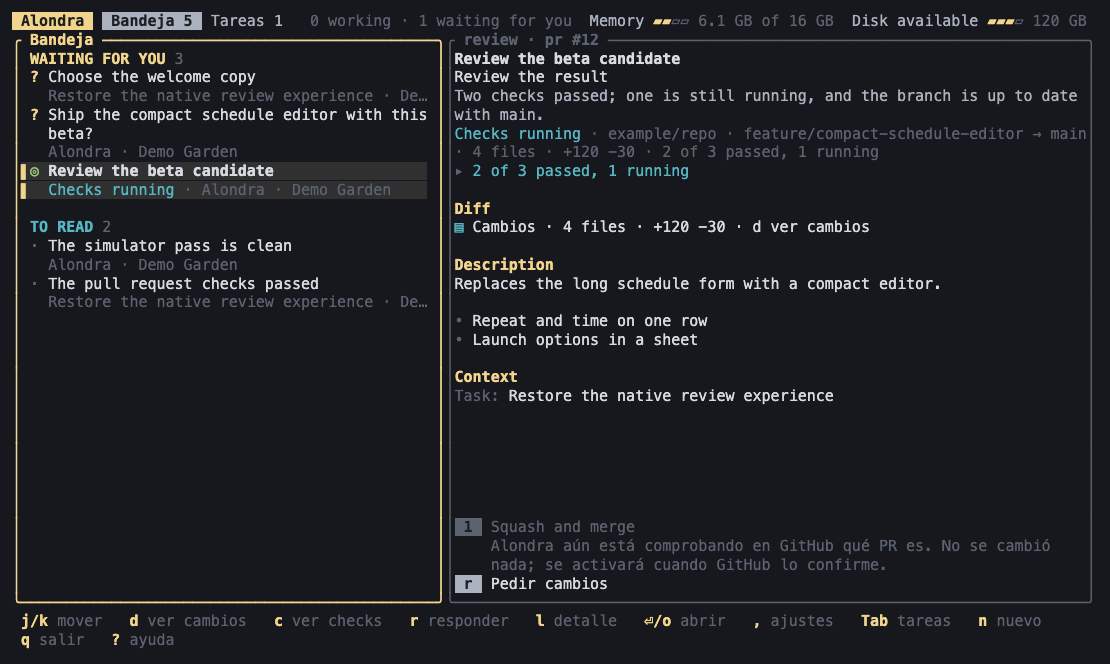 Alondra Bandeja 5 Tareas 1 0 working · 1 waiting for you Memory 6.1 GB of 16 GB Disk available 120 GB
Bandeja
WAITING FOR YOU 3
? Choose the welcome copy
Restore the native review experience · De…
? Ship the compact schedule editor with this
beta?
Alondra · Demo Garden
◎ Review the beta candidate
Checks running · Alondra · Demo Garden
TO READ 2
· The simulator pass is clean
Alondra · Demo Garden
· The pull request checks passed
Restore the native review experience · De…
review · pr #12
Review the beta candidate
Review the result
Two checks passed; one is still running, and the branch is up to date
with main.
Checks running · example/repo · feature/compact-schedule-editor → main
· 4 files · +120 −30 · 2 of 3 passed, 1 running
▸ 2 of 3 passed, 1 running
Diff
▤ Cambios · 4 files · +120 −30 · d ver cambios
Description
Replaces the long schedule form with a compact editor.
• Repeat and time on one row
• Launch options in a sheet
Context
Task: Restore the native review experience
1 Squash and merge
Alondra aún está comprobando en GitHub qué PR es. No se cambió
nada; se activará cuando GitHub lo confirme.
r Pedir cambios
j/k mover d ver cambios c ver checks r responder l detalle ⏎/o abrir , ajustes Tab tareas n nuevo
q salir ? ayuda